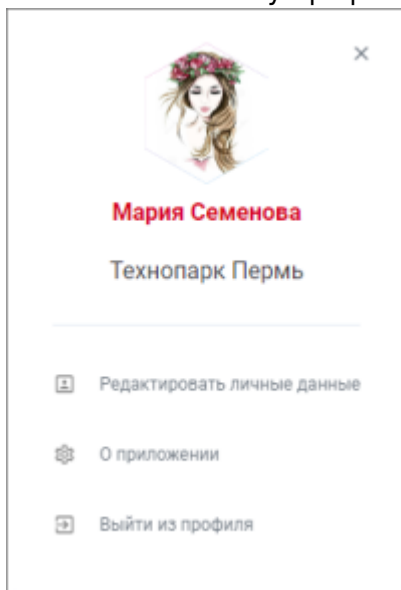 Мария Семенова
Технопарк Пермь
Редактировать личные данные
О приложении
Выйти из профиля